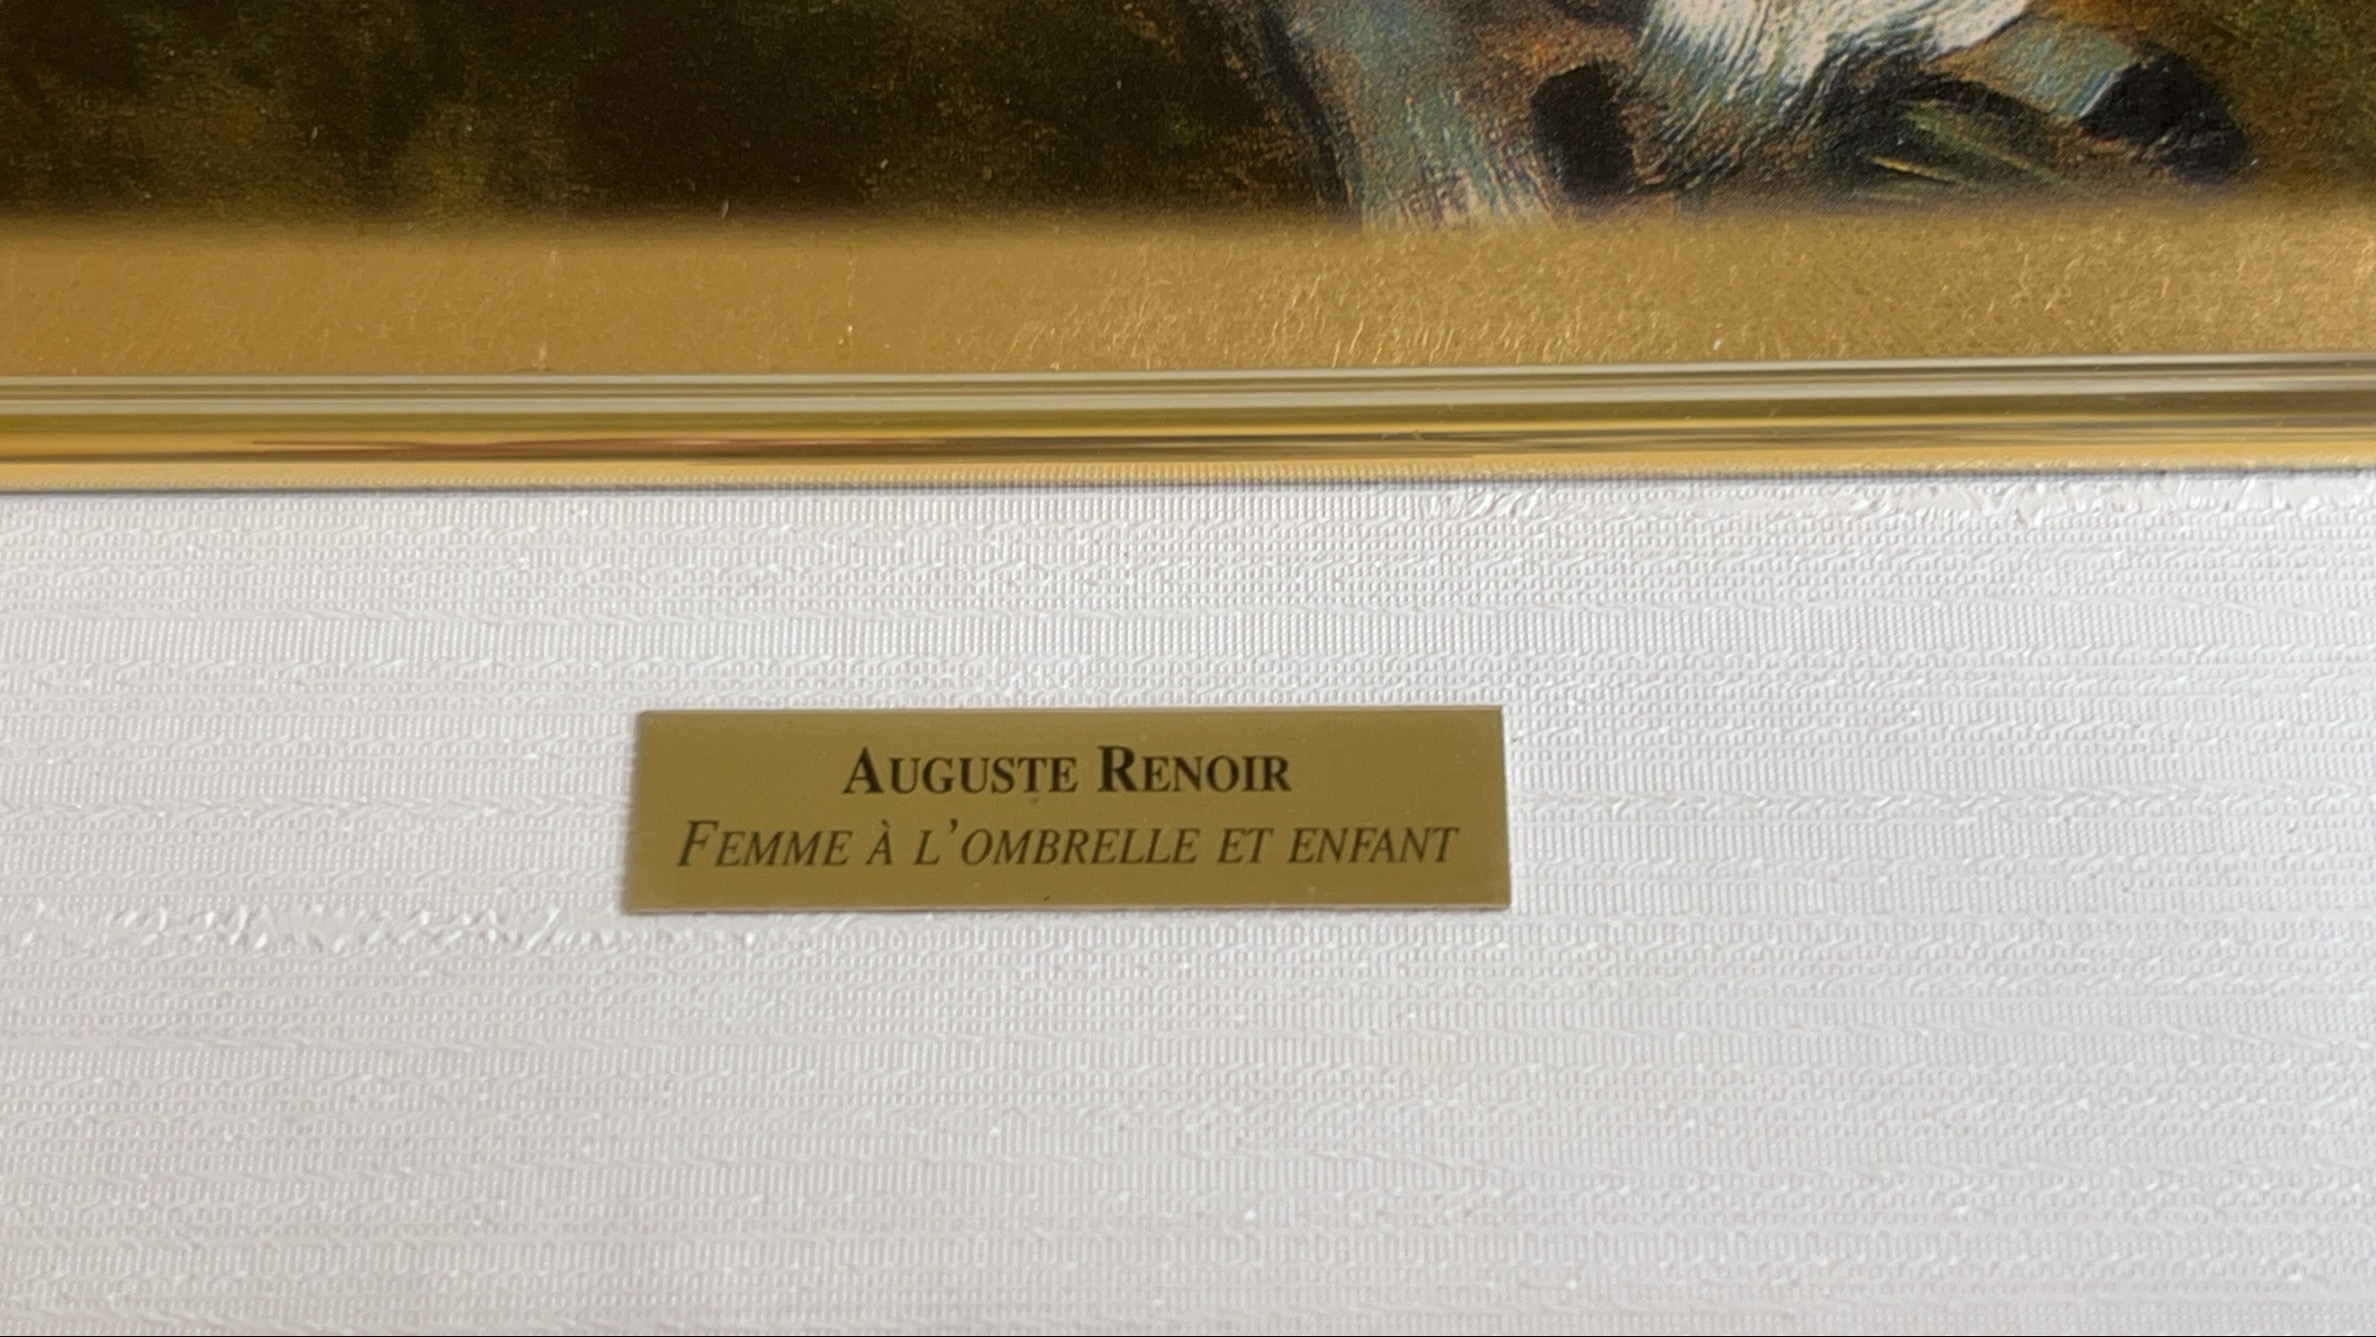 AUGUSTE RENOIR
FEMME À L'OMBRELLE ET ENFANT